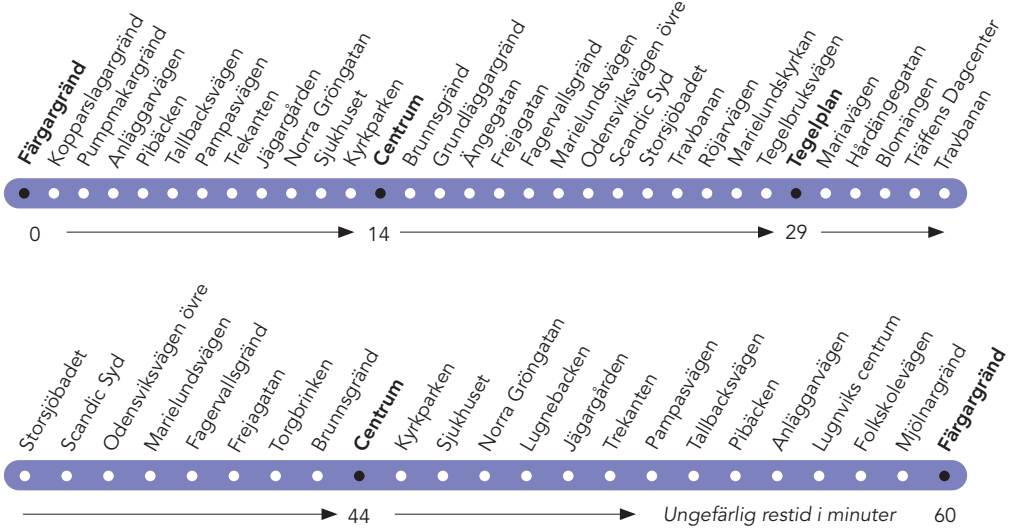 Färgargränd
Kopparslagargränd
Pumpmakargränd
Anläggarvägen
Pibäcken
Tallbacksvägen
Pampasvägen
Trekanten
Jägargården
Norra Gröngatan
Sjukhuset
Kyrkparken
Centrum
Brunnsgränd
Grundläggargränd
Ängegatan
Frejagatan
Fagervallsgränd
Marielundsvägen
Odensviksvägen övre
Scandic Syd
Storsjöbadet
Travbanan
Röjarvägen
Marielundskyrkan
Tegelbruksvägen
Tegelplan
Mariavägen
Hårdängegatan
Blomängen
Träffens Dagcenter
Travbanan
0 14 29
Storsjöbadet
Scandic Syd
Odensviksvägen övre
Marielundsvägen
Fagervallsgränd
Frejagatan
Torgbrinken
Brunnsgränd
Centrum
Kyrkparken
Sjukhuset
Norra Gröngatan
Lugnebacken
Jägargården
Trekanten
Pampasvägen
Tallbacksvägen
Pibäcken
Anläggarvägen
Lugnviks centrum
Folkskolevägen
Mjölnargränd
Färgargränd
44 Ungefärlig restid i minuter 60